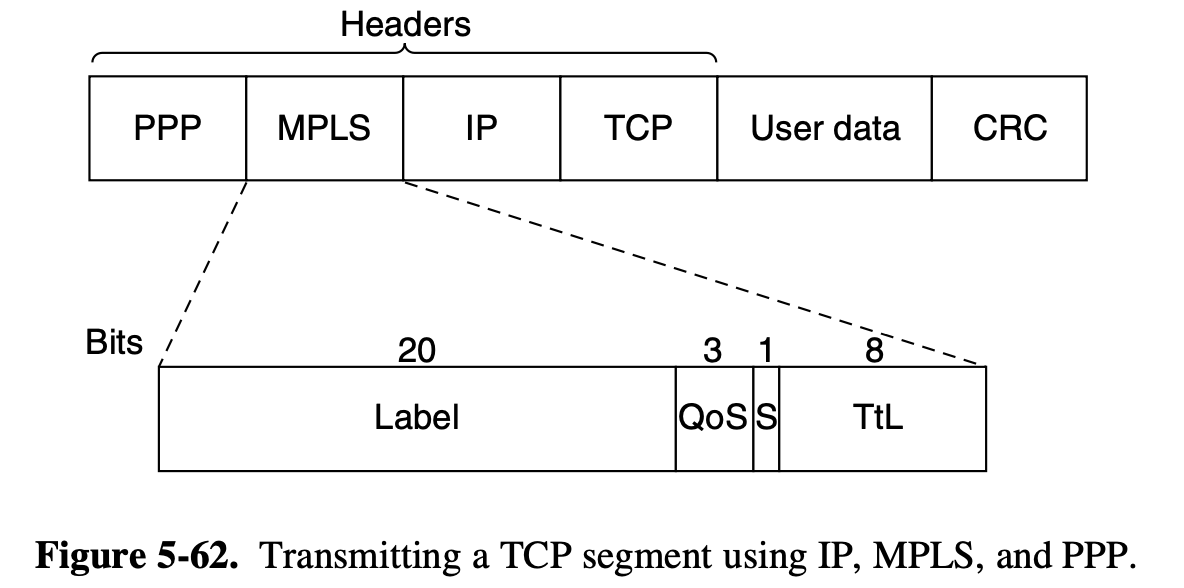 Headers
PPP MPLS IP TCP User data CRC
Bits 20 3 1 8
Label QoS S TtL
Figure 5-62. Transmitting a TCP segment using IP, MPLS, and PPP.